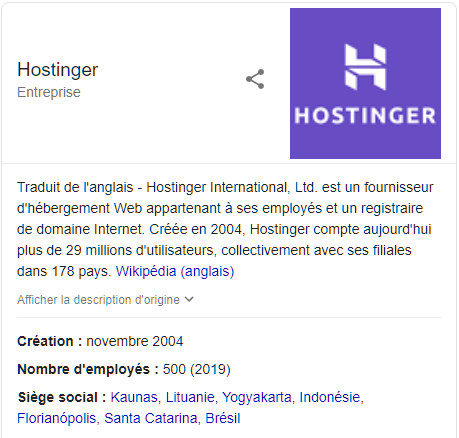 Hostinger
Entreprise
HOSTINGER
Traduit de l'anglais - Hostinger International, Ltd. est un fournisseur
d'hébergement Web appartenant à ses employés et un registraire
de domaine Internet. Créée en 2004, Hostinger compte aujourd'hui
plus de 29 millions d'utilisateurs, collectivement avec ses filiales
dans 178 pays. Wikipédia (anglais)
Afficher la description d'origine
Création : novembre 2004
Nombre d'employés : 500 (2019)
Siège social : Kaunas, Lituanie, Yogyakarta, Indonésie,
Florianópolis, Santa Catarina, Brésil